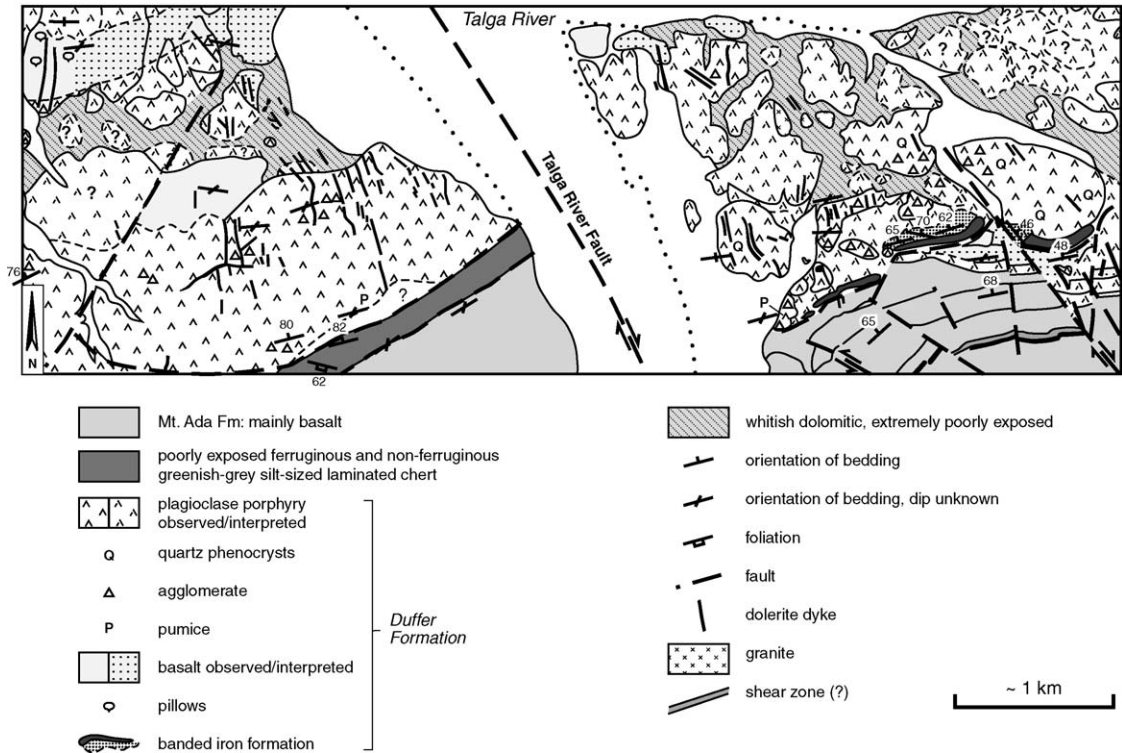 Talga River
Talga River Fault
Q
Q
Q
Q
P
P
?
?
?
?
?
?
?
?
?
76
80
82
62
65
70
62
46
48
68
65
N
Mt. Ada Fm: mainly basalt
poorly exposed ferruginous and non-ferruginous
greenish-grey silt-sized laminated chert
plagioclase porphyry
observed/interpreted
Q quartz phenocrysts
agglomerate
P pumice
basalt observed/interpreted
pillows
banded iron formation
Duffer
Formation
whitish dolomitic, extremely poorly exposed
orientation of bedding
orientation of bedding, dip unknown
foliation
fault
dolerite dyke
granite
shear zone (?)
~ 1 km